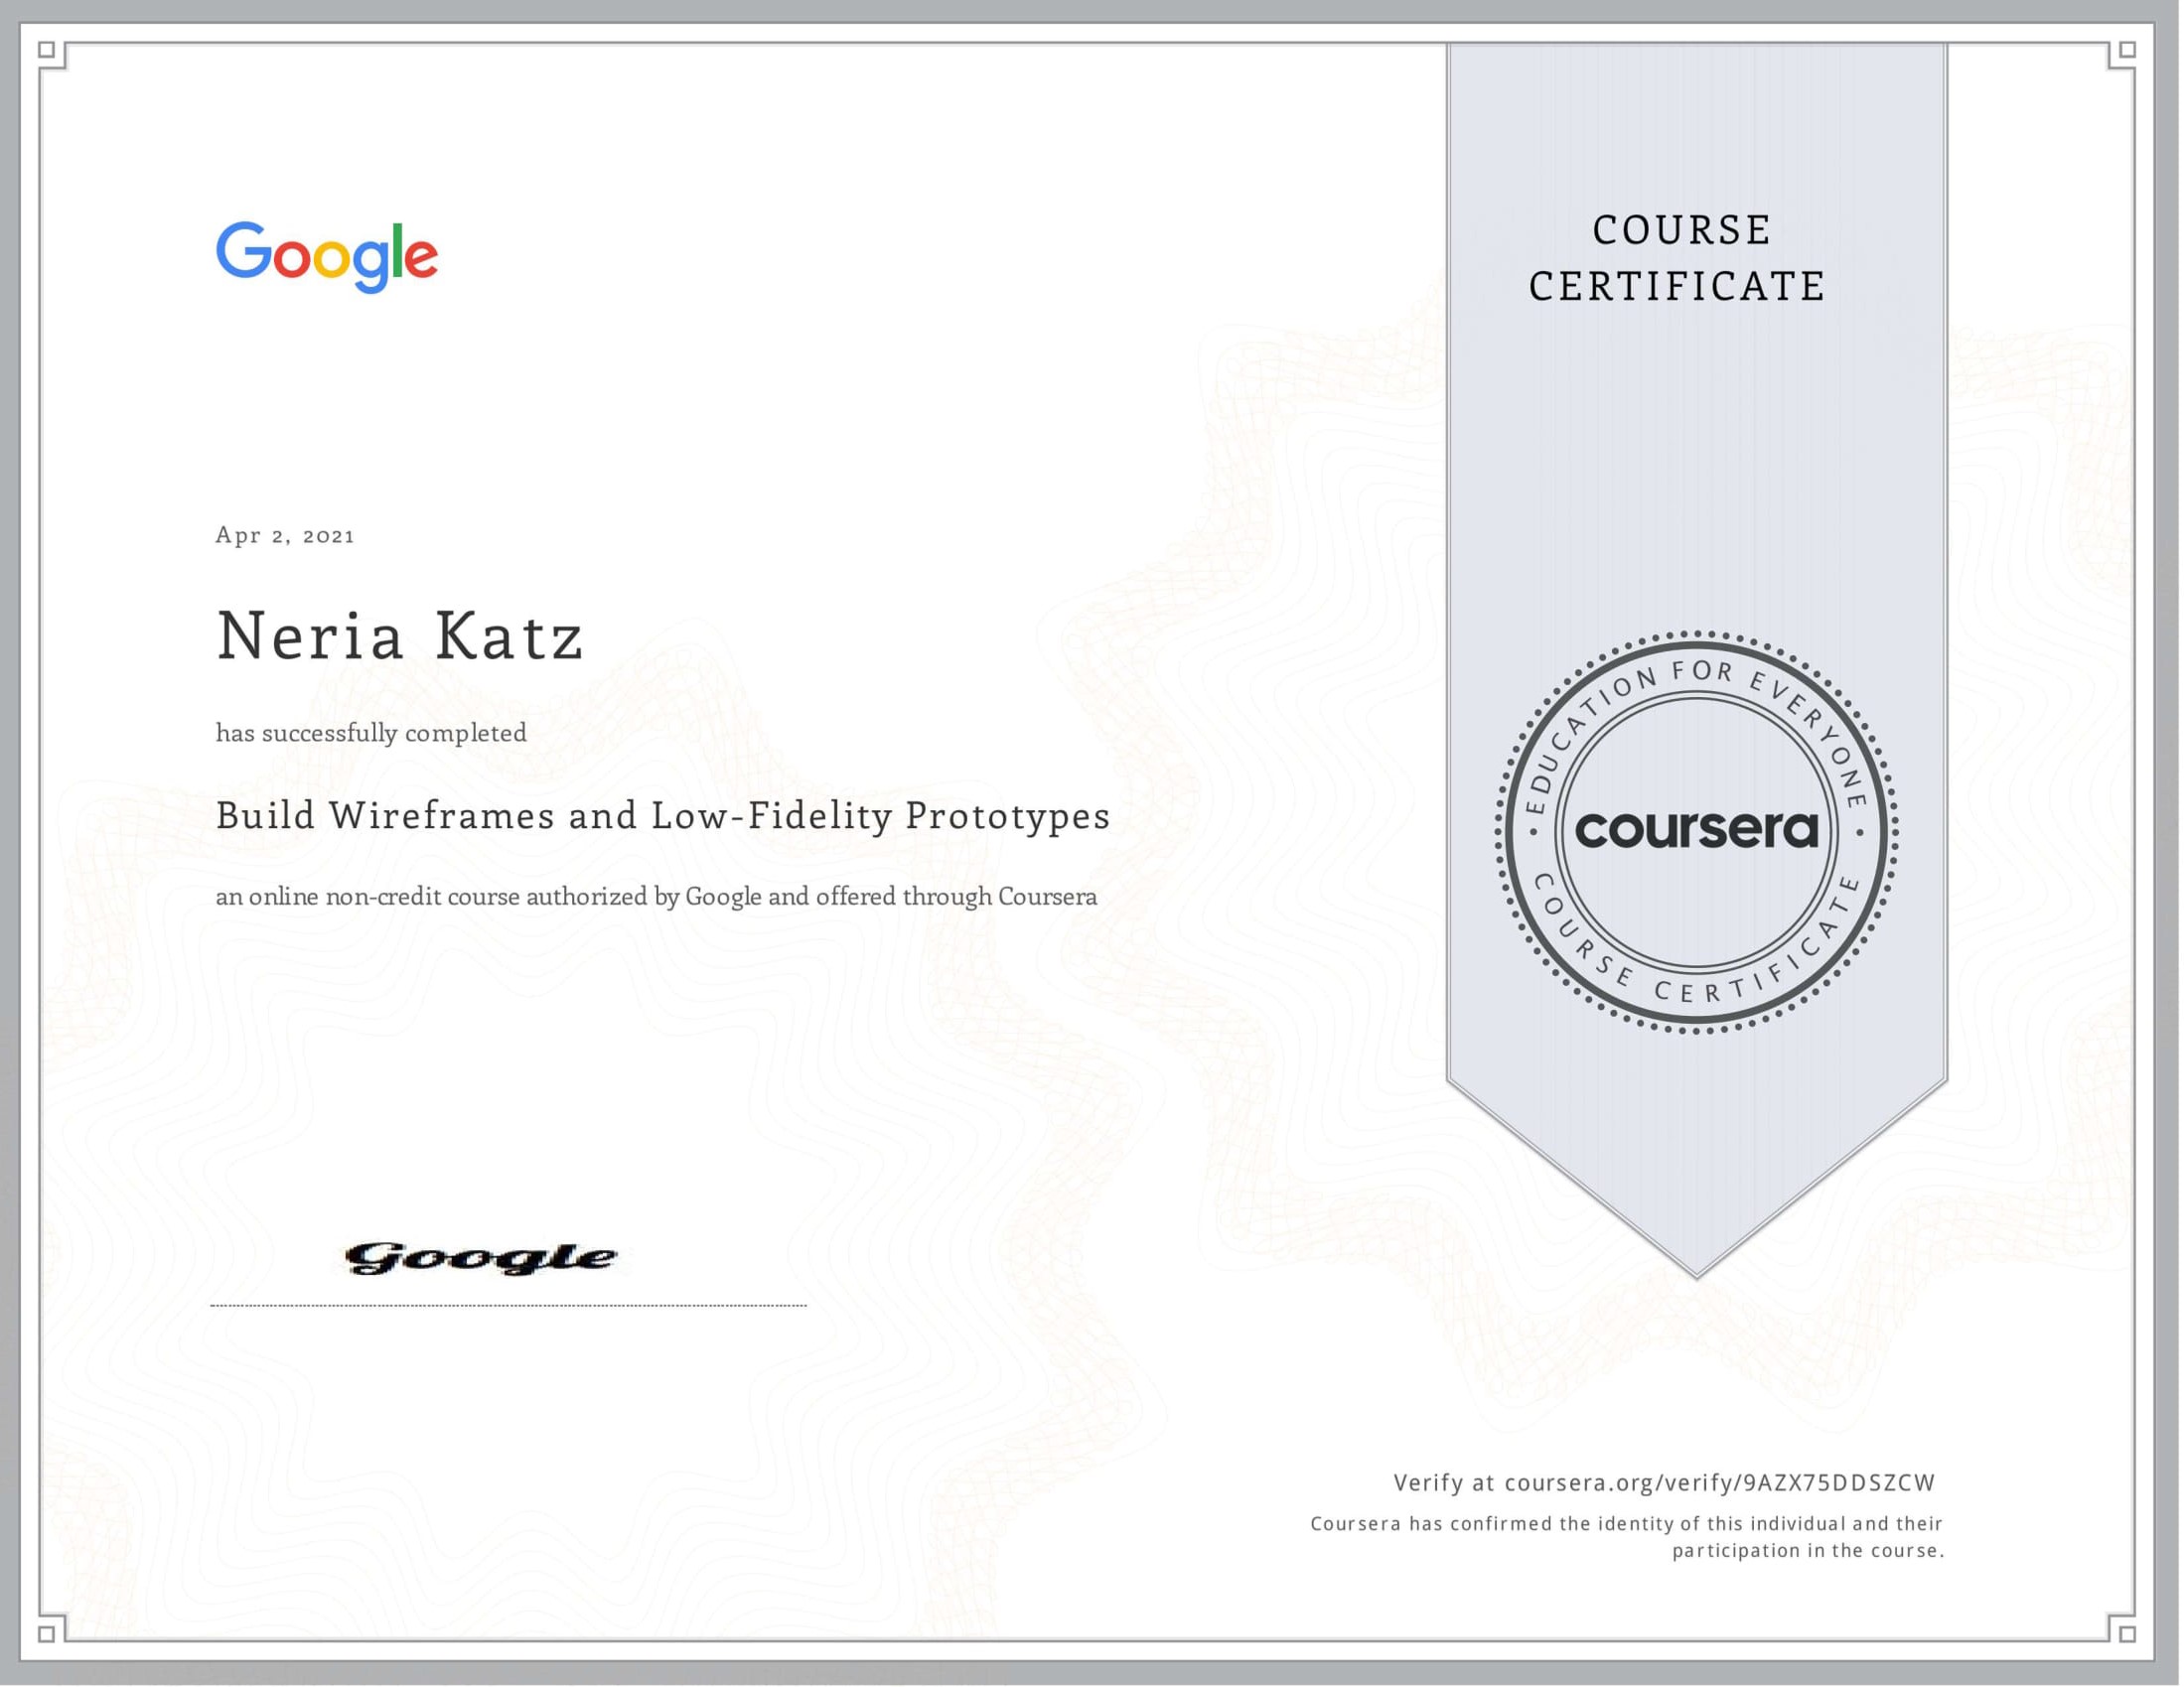 Google
COURSE
CERTIFICATE
Apr 2, 2021
Neria Katz
has successfully completed
Build Wireframes and Low-Fidelity Prototypes
an online non-credit course authorized by Google and offered through Coursera
EDUCATION FOR EVERYONE
coursera
COURSE CERTIFICATE
Google
Verify at coursera.org/verify/9AZX75DDSZCW
Coursera has confirmed the identity of this individual and their
participation in the course.